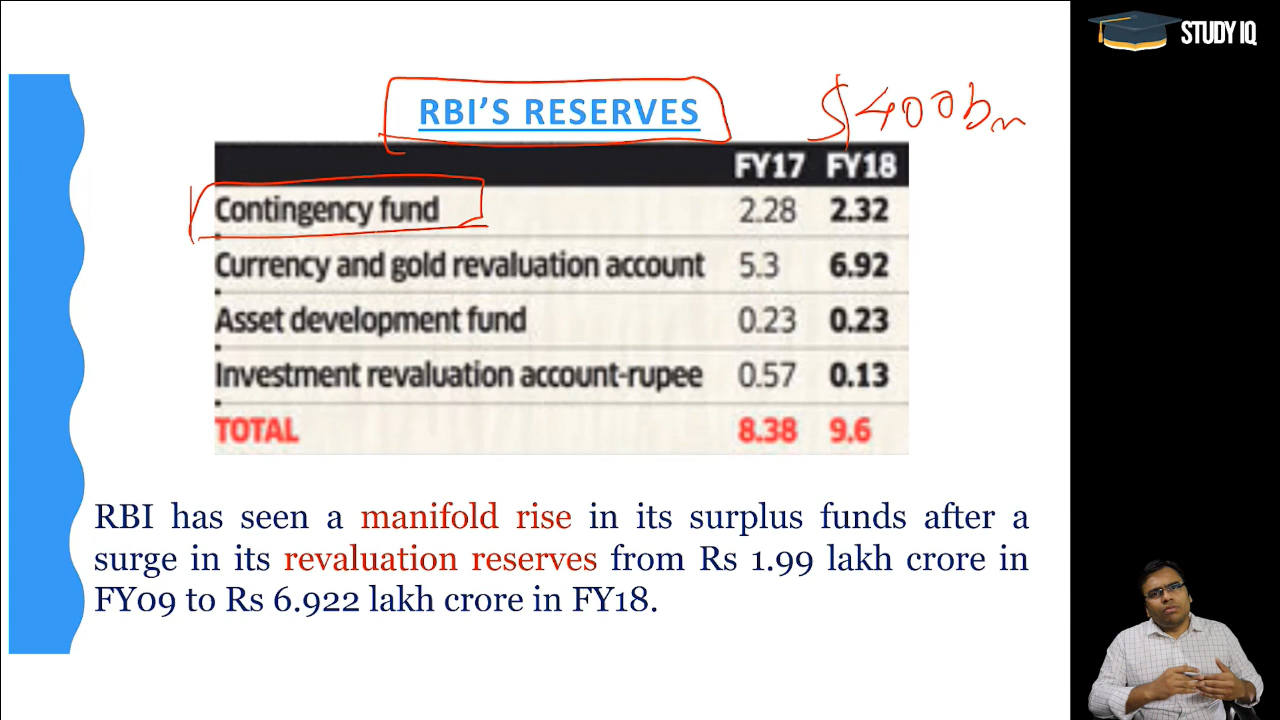 STUDY IQ
RBI'S RESERVES
$400bn
FY17 FY18
Contingency fund 2.28 2.32
Currency and gold revaluation account 5.3 6.92
Asset development fund 0.23 0.23
Investment revaluation account-rupee 0.57 0.13
TOTAL 8.38 9.6
RBI has seen a manifold rise in its surplus funds after a
surge in its revaluation reserves from Rs 1.99 lakh crore in
FY09 to Rs 6.922 lakh crore in FY18.